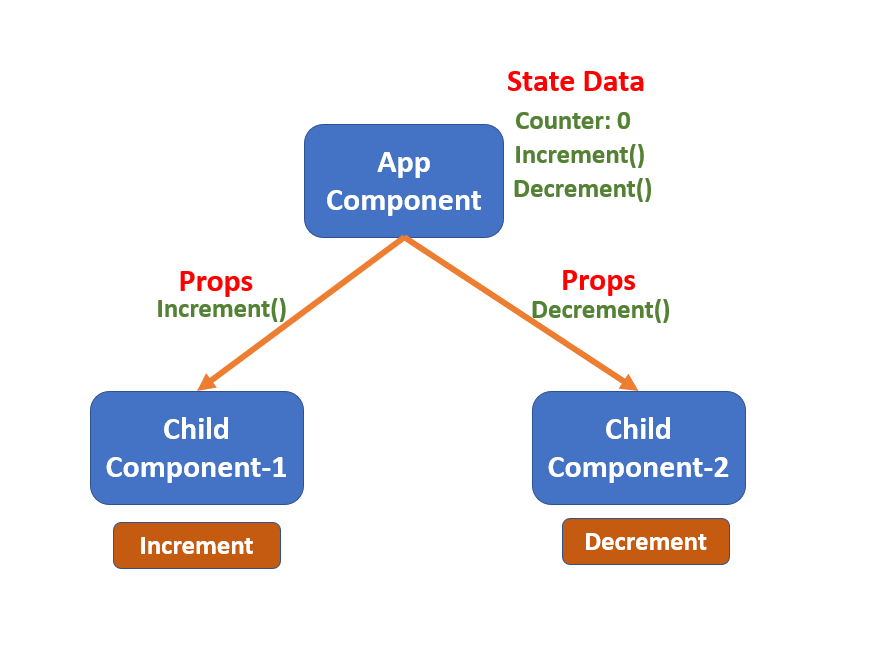 State Data
Counter: 0
Increment()
Decrement()
App
Component
Props
Increment()
Props
Decrement()
Child
Component-1
Increment
Child
Component-2
Decrement